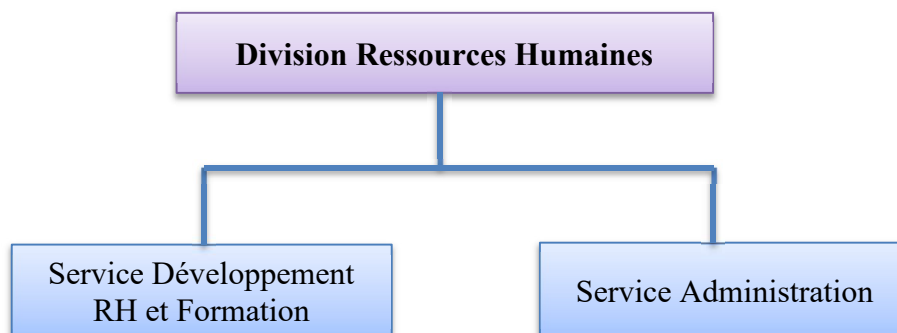 Division Ressources Humaines
Service Développement
RH et Formation
Service Administration